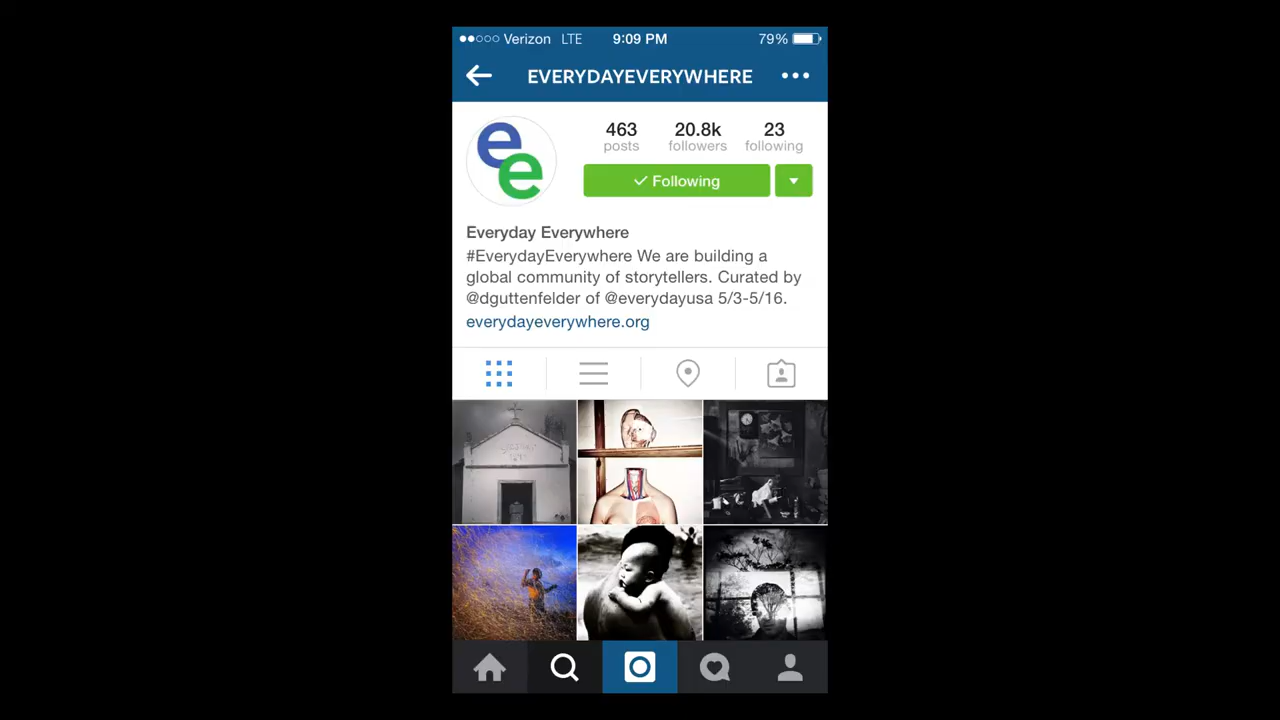 Verizon LTE 9:09 PM 79%
EVERYDAYEVERYWHERE
ee
463 20.8k 23
posts followers following
Following
Everyday Everywhere
#EverydayEverywhere We are building a
global community of storytellers. Curated by
@dguttenfelder of @everydayusa 5/3-5/16.
everydayeverywhere.org